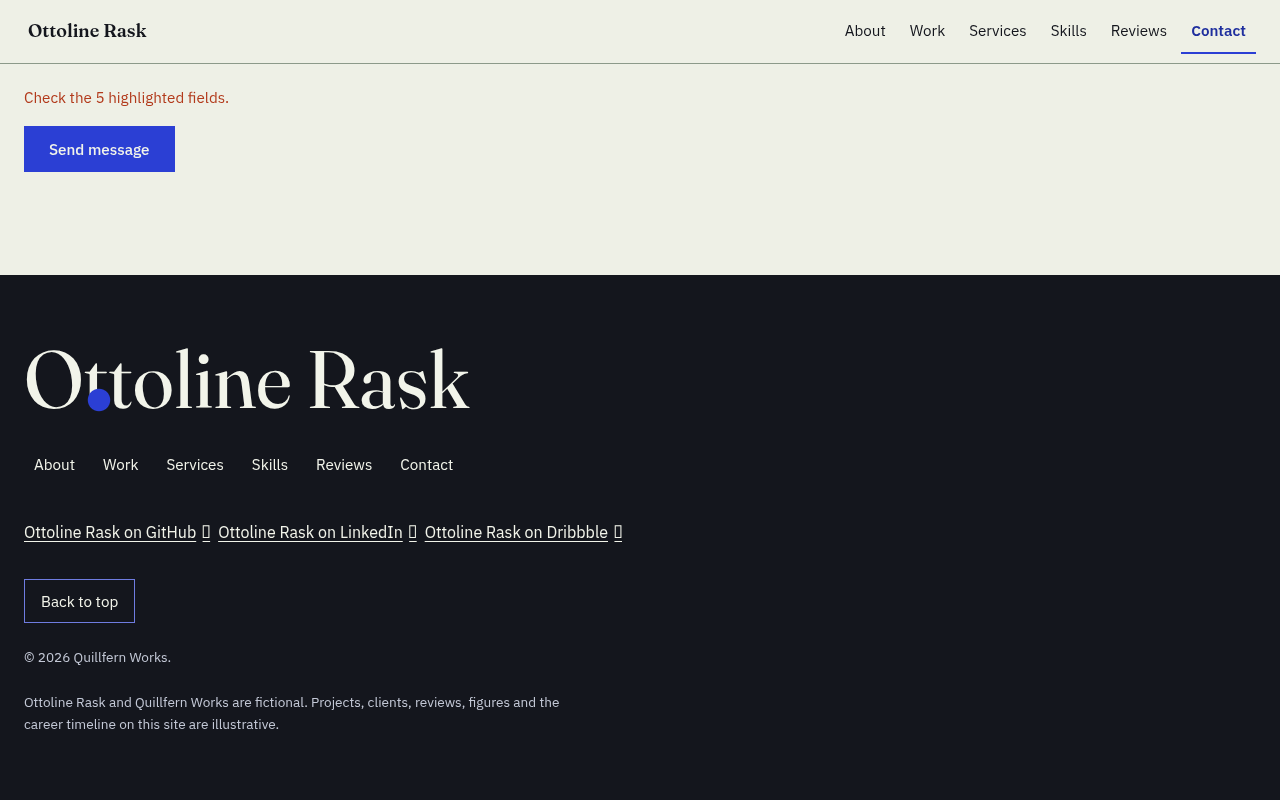 Ottoline Rask
About Work Services Skills Reviews Contact
Check the 5 highlighted fields.
Send message
Ottoline Rask
About Work Services Skills Reviews Contact
Ottoline Rask on GitHub Ottoline Rask on LinkedIn Ottoline Rask on Dribbble
Back to top
© 2026 Quillfern Works.
Ottoline Rask and Quillfern Works are fictional. Projects, clients, reviews, figures and the
career timeline on this site are illustrative.